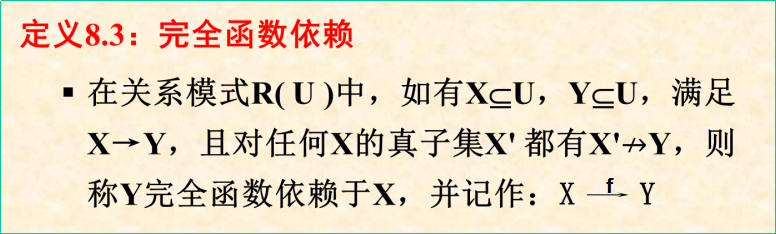 定义8.3：完全函数依赖
▪ 在关系模式R( U )中，如有X⊆U，Y⊆U，满足
X→Y，且对任何X的真子集X' 都有X'↛Y，则
称Y完全函数依赖于X，并记作：X —f→ Y